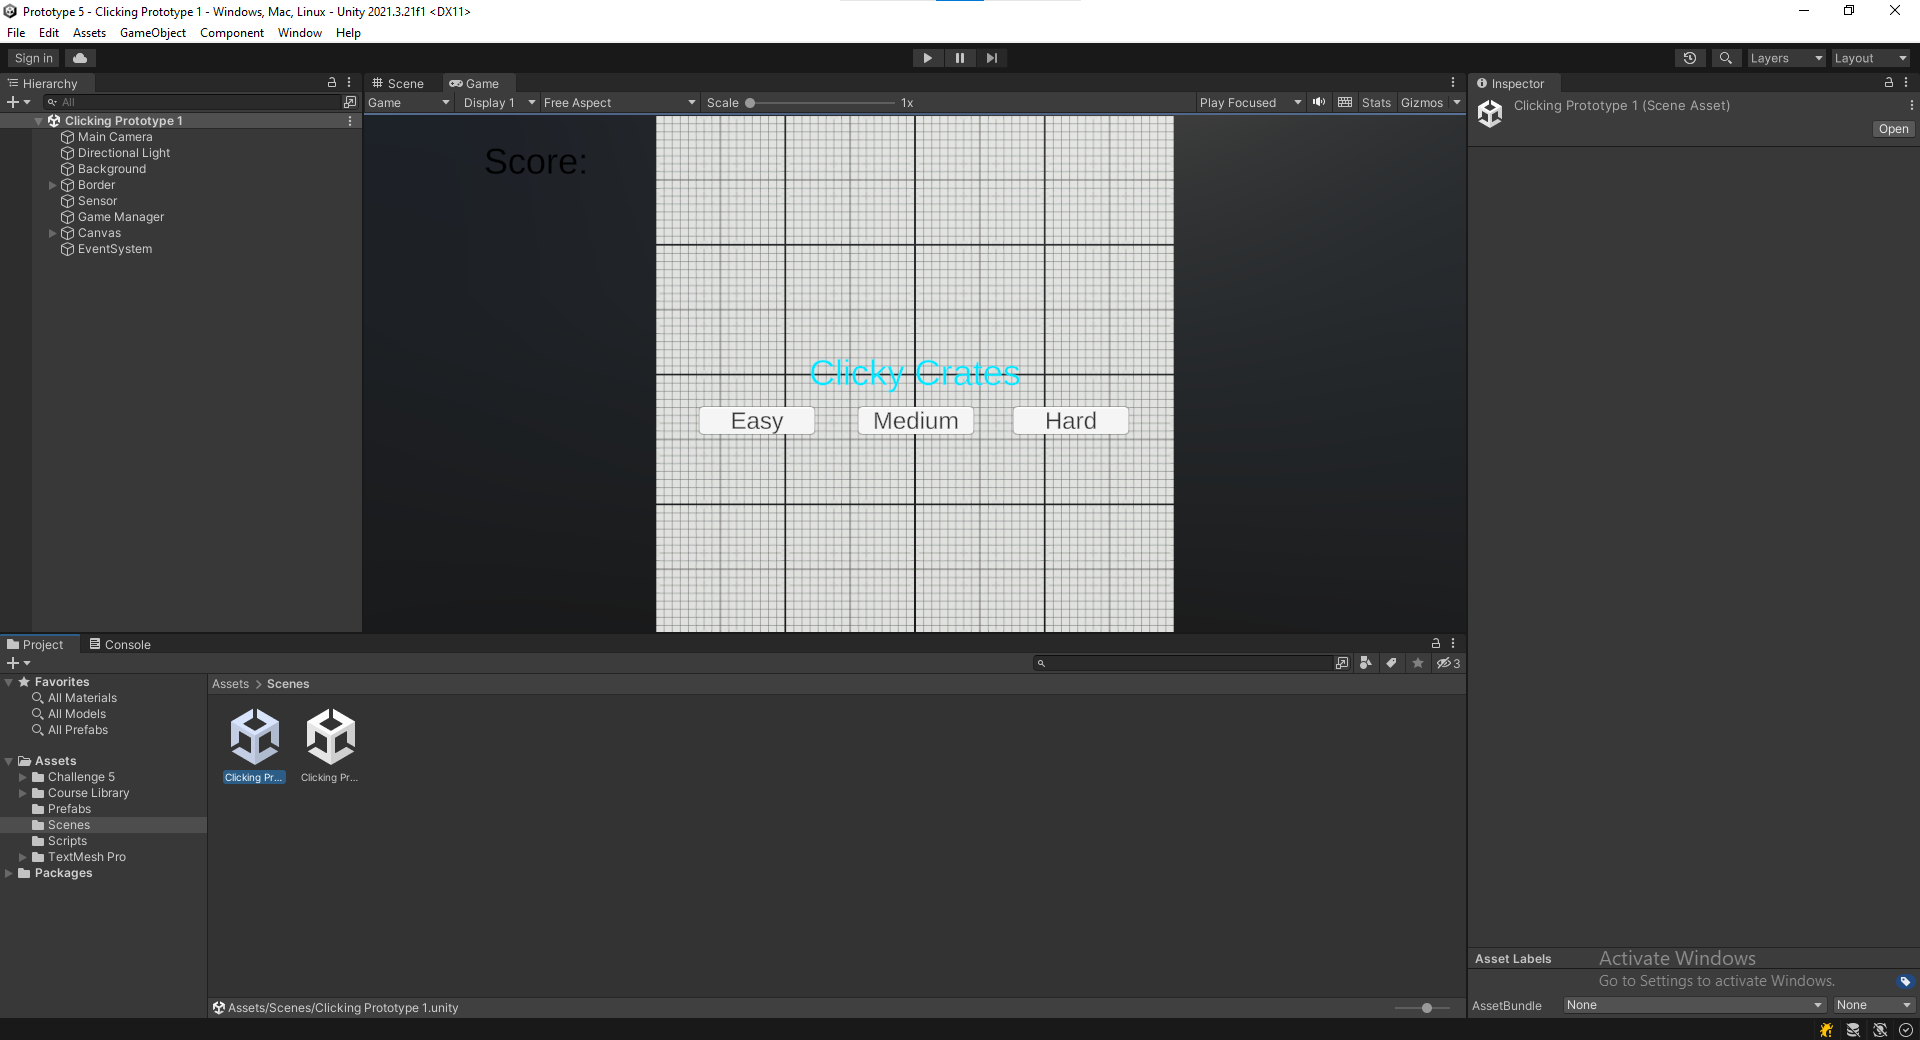 Prototype 5 - Clicking Prototype 1 - Windows, Mac, Linux - Unity 2021.3.21f1 <DX11>
File Edit Assets GameObject Component Window Help
Sign in
Layers Layout
Hierarchy
All
Clicking Prototype 1
Main Camera
Directional Light
Background
Border
Sensor
Game Manager
Canvas
EventSystem
Scene Game
Game Display 1 Free Aspect Scale 1x Play Focused Stats Gizmos
Score:
Clicky Crates
Easy Medium Hard
Inspector
Clicking Prototype 1 (Scene Asset)
Open
Project Console
3
Favorites
All Materials
All Models
All Prefabs
Assets
Challenge 5
Course Library
Prefabs
Scenes
Scripts
TextMesh Pro
Packages
Assets > Scenes
Clicking Pr... Clicking Pr...
Assets/Scenes/Clicking Prototype 1.unity
Asset Labels
Activate Windows
Go to Settings to activate Windows.
AssetBundle None None